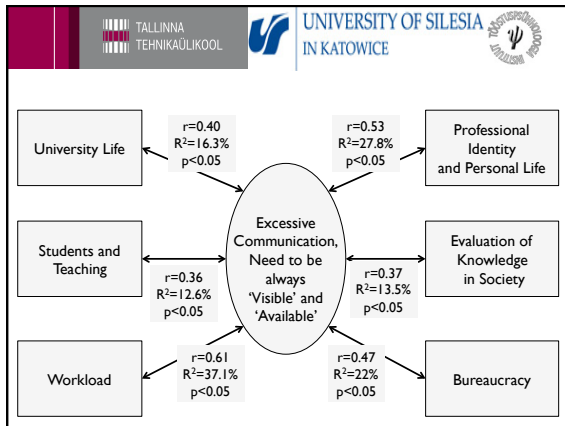 TALLINNA
TEHNIKAÜLIKOOL
UNIVERSITY OF SILESIA
IN KATOWICE
TÖÖSTUSPSÜHHOLOOGIA
INSTITUUT
ψ
University Life
r=0.40
R²=16.3%
p<0.05
r=0.53
R²=27.8%
p<0.05
Professional
Identity
and Personal Life
Students and
Teaching
r=0.36
R²=12.6%
p<0.05
Excessive
Communication,
Need to be
always
‘Visible’ and
‘Available’
r=0.37
R²=13.5%
p<0.05
Evaluation of
Knowledge
in Society
Workload
r=0.61
R²=37.1%
p<0.05
r=0.47
R²=22%
p<0.05
Bureaucracy